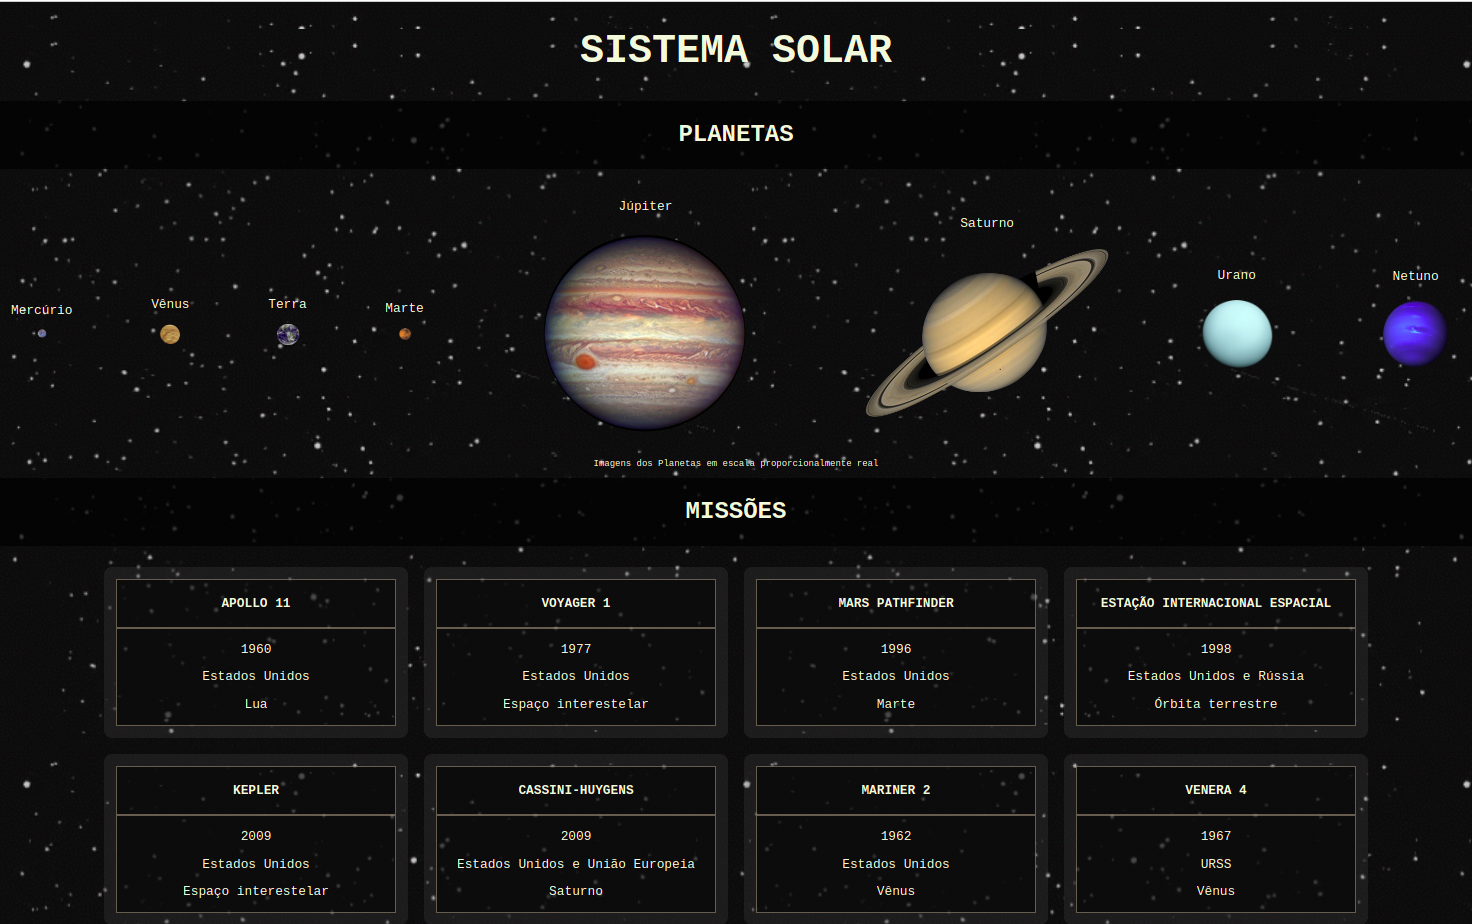 SISTEMA SOLAR
PLANETAS
Mercúrio
Vênus
Terra
Marte
Júpiter
Saturno
Urano
Netuno
Imagens dos Planetas em escala proporcionalmente real
MISSÕES
APOLLO 11
1960
Estados Unidos
Lua
VOYAGER 1
1977
Estados Unidos
Espaço interestelar
MARS PATHFINDER
1996
Estados Unidos
Marte
ESTAÇÃO INTERNACIONAL ESPACIAL
1998
Estados Unidos e Rússia
Órbita terrestre
KEPLER
2009
Estados Unidos
Espaço interestelar
CASSINI-HUYGENS
2009
Estados Unidos e União Europeia
Saturno
MARINER 2
1962
Estados Unidos
Vênus
VENERA 4
1967
URSS
Vênus